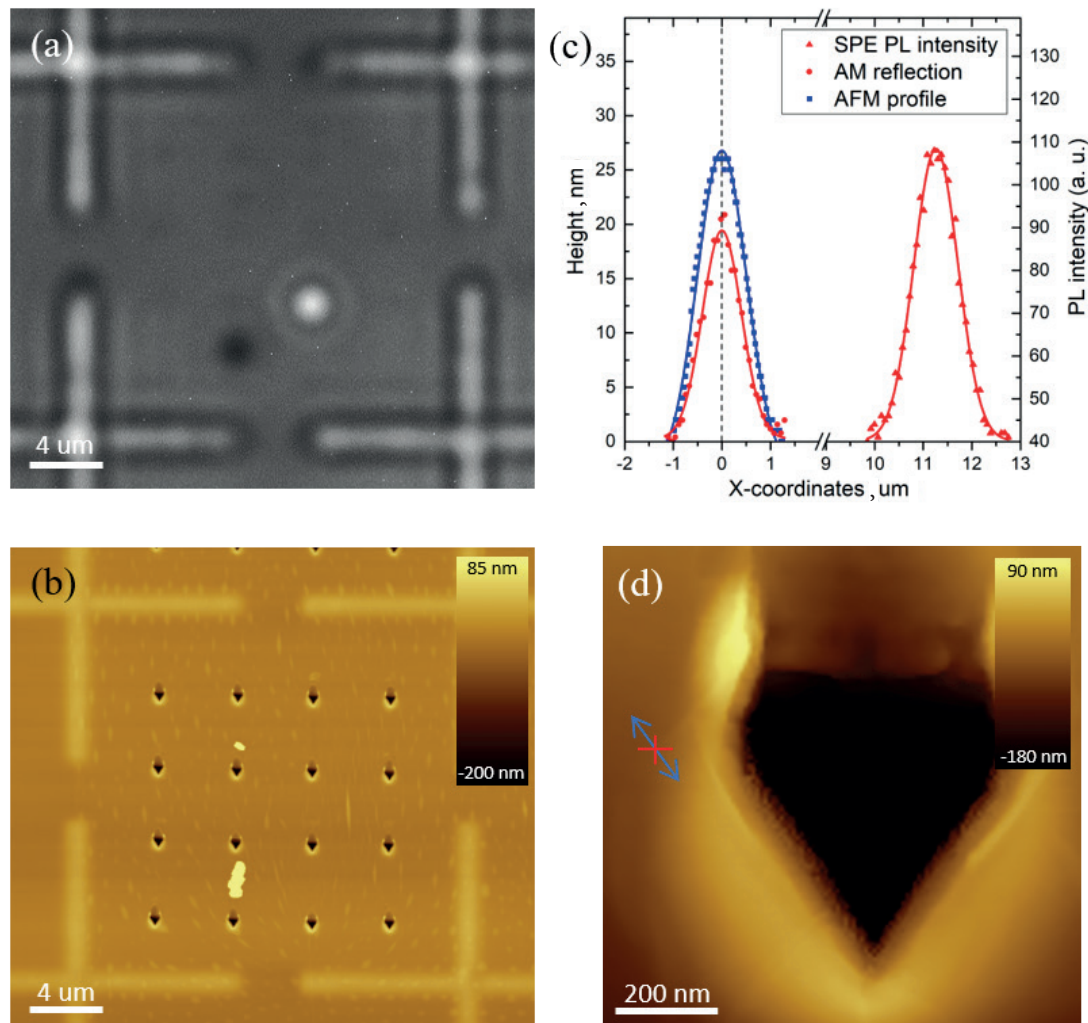 (a)
4 um
(c)
SPE PL intensity
AM reflection
AFM profile
Height , nm
35
30
25
20
15
10
5
0
PL intensity (a. u.)
130
120
110
100
90
80
70
60
50
40
-2 -1 0 1 9 10 11 12 13
X-coordinates , um
(b)
85 nm
-200 nm
4 um
(d)
90 nm
-180 nm
200 nm